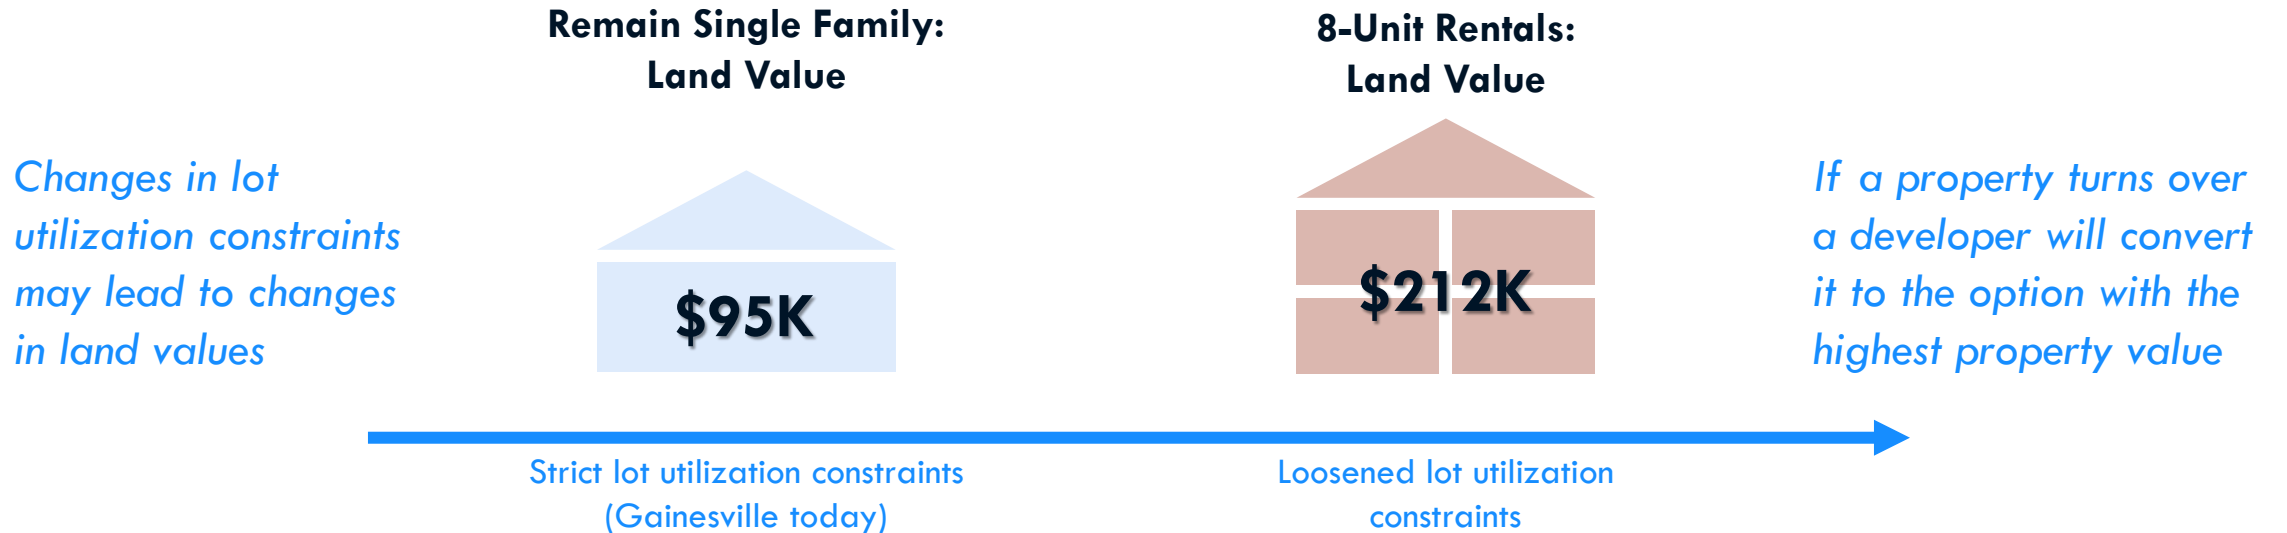 Remain Single Family:
Land Value
8-Unit Rentals:
Land Value
Changes in lot
utilization constraints
may lead to changes
in land values
$95K
$212K
If a property turns over
a developer will convert
it to the option with the
highest property value
Strict lot utilization constraints
(Gainesville today)
Loosened lot utilization
constraints